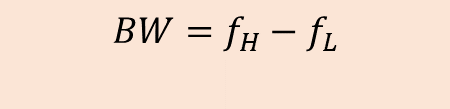 BW = f_H − f_L